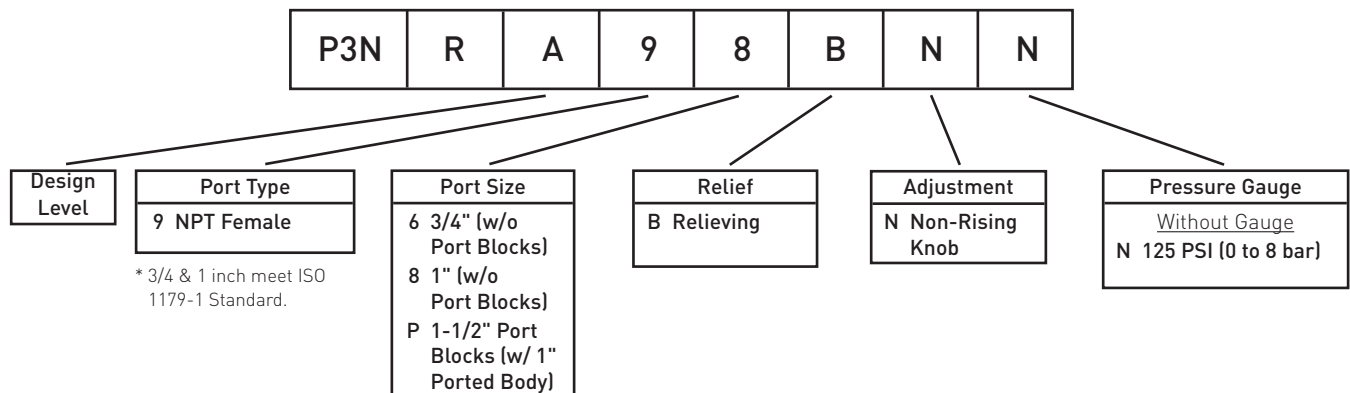 P3N R A 9 8 B N N
Design
Level
Port Type
9 NPT Female
* 3/4 & 1 inch meet ISO
1179-1 Standard.
Port Size
6 3/4" (w/o
Port Blocks)
8 1" (w/o
Port Blocks)
P 1-1/2" Port
Blocks (w/ 1"
Ported Body)
Relief
B Relieving
Adjustment
N Non-Rising
Knob
Pressure Gauge
Without Gauge
N 125 PSI (0 to 8 bar)